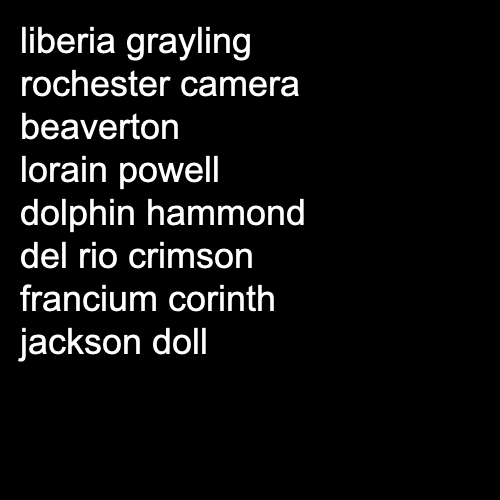 liberia grayling
rochester camera
beaverton
lorain powell
dolphin hammond
del rio crimson
francium corinth
jackson doll